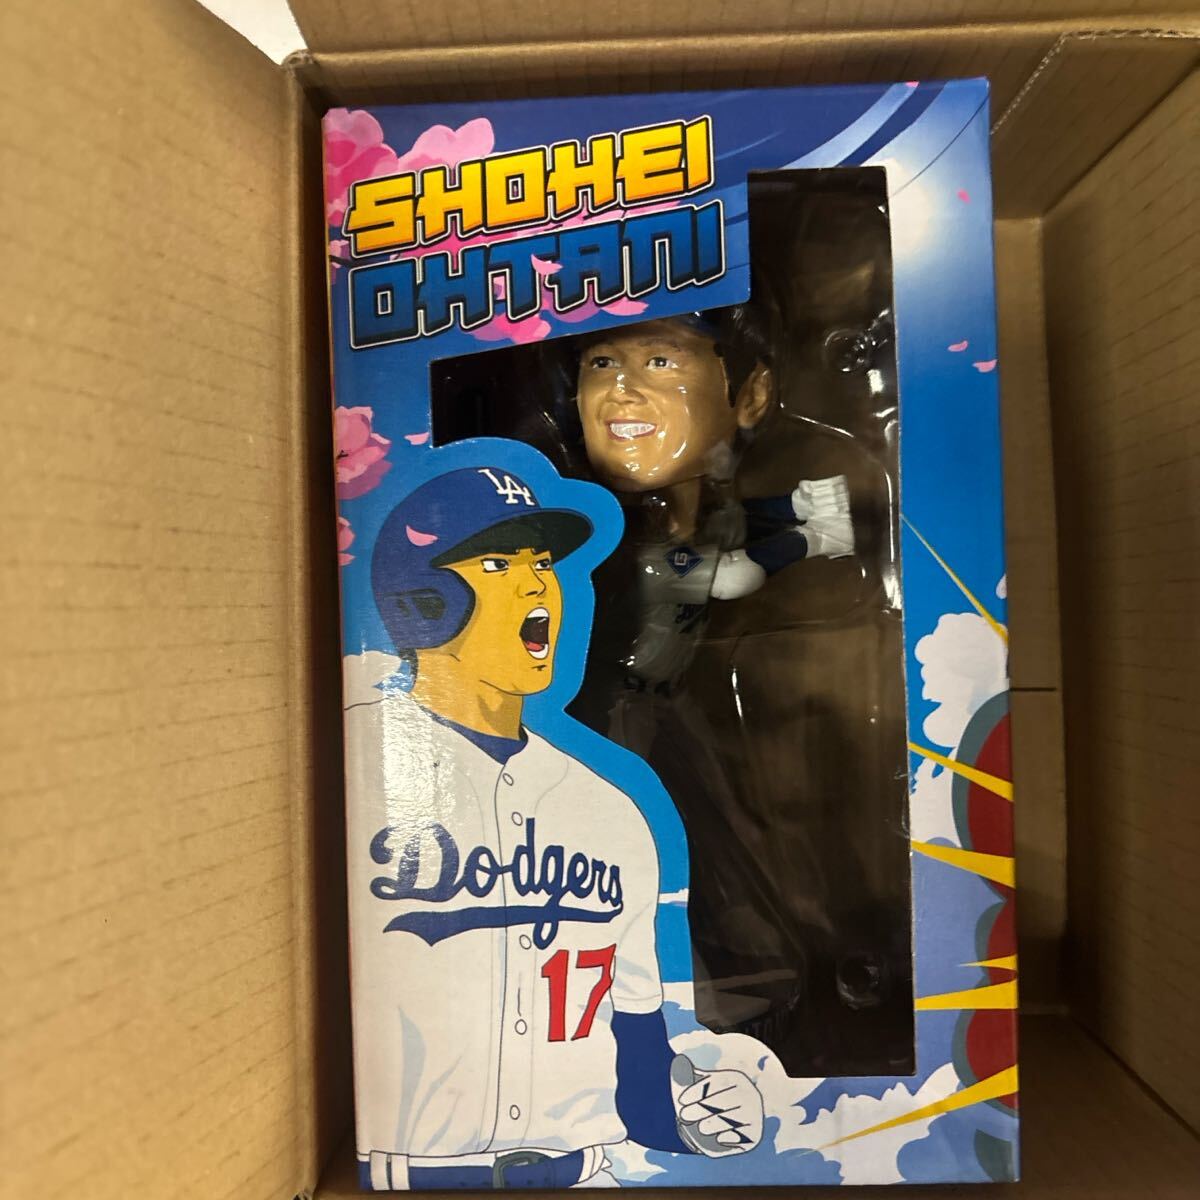 SHOHEI
OHTANI
LA
Dodgers
17